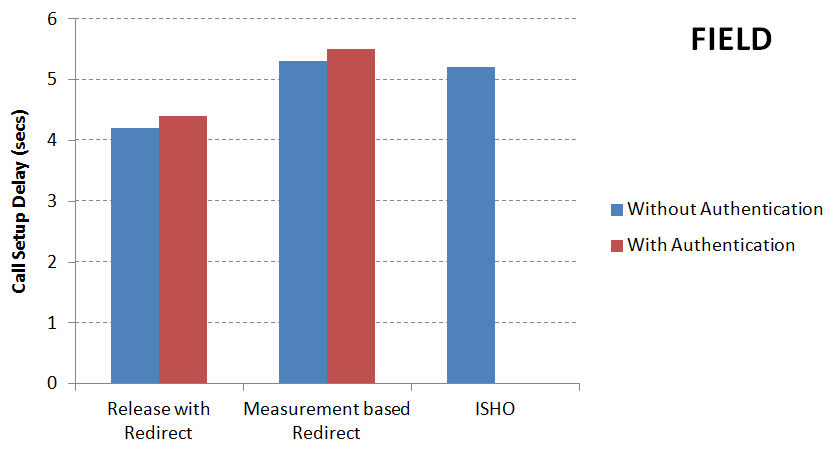 FIELD
6
5
4
3
2
1
0
Call Setup Delay (secs)
Release with
Redirect
Measurement based
Redirect
ISHO
Without Authentication
With Authentication